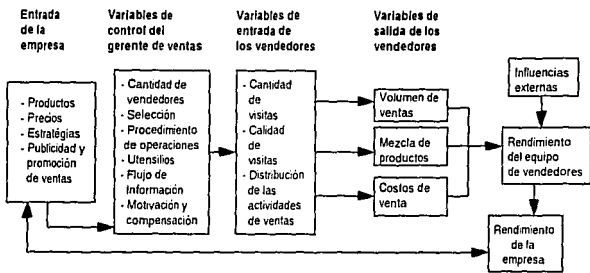 Entrada
de la
empresa
Variables de
control del
gerente de ventas
Variables de
entrada de
los vendedores
Variables de
salida de los
vendedores
- Productos
- Precios
- Estratégias
- Publicidad y
promoción
de ventas
- Cantidad de
vendedores
- Selección
- Procedimiento
de operaciones
- Utensilios
- Flujo de
Información
- Motivación y
compensación
- Cantidad
de
visitas
- Calidad
de
visitas
- Distribución
de las
actividades
de ventas
Volumen de
ventas
Mezcla de
productos
Costos de
venta
Influencias
externas
Rendimiento
del equipo
de vendedores
Rendimiento
de la
empresa